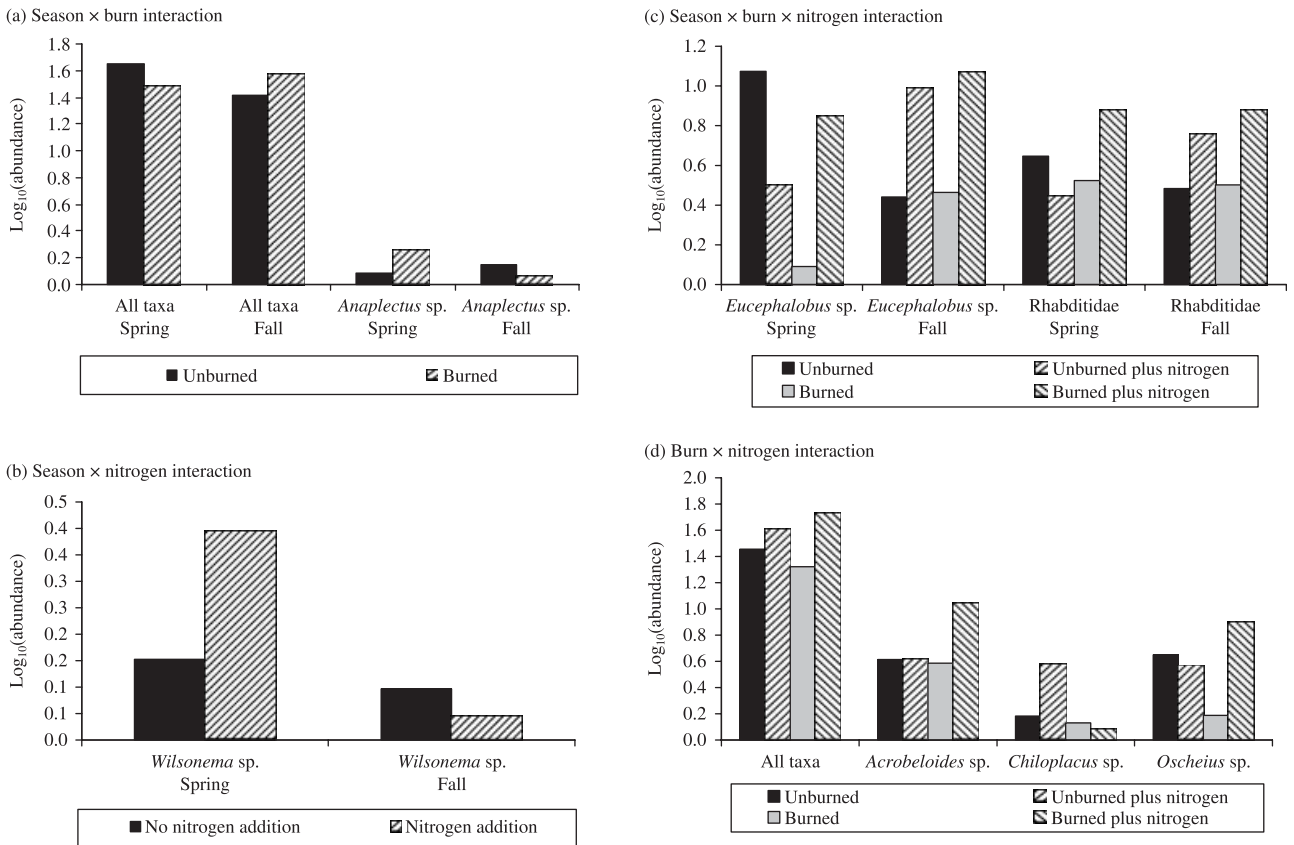 (a) Season × burn interaction
1.8
1.6
1.4
1.2
1.0
0.8
0.6
0.4
0.2
0.0
Log10(abundance)
All taxa
Spring
All taxa
Fall
Anaplectus sp.
Spring
Anaplectus sp.
Fall
Unburned
Burned
(b) Season × nitrogen interaction
0.5
0.4
0.4
0.3
0.3
0.2
0.2
0.1
0.1
0.0
Log10(abundance)
Wilsonema sp.
Spring
Wilsonema sp.
Fall
No nitrogen addition
Nitrogen addition
(c) Season × burn × nitrogen interaction
1.2
1.0
0.8
0.6
0.4
0.2
0.0
Log10(abundance)
Eucephalobus sp.
Spring
Eucephalobus sp.
Fall
Rhabditidae
Spring
Rhabditidae
Fall
Unburned
Unburned plus nitrogen
Burned
Burned plus nitrogen
(d) Burn × nitrogen interaction
2.0
1.8
1.6
1.4
1.2
1.0
0.8
0.6
0.4
0.2
0.0
Log10(abundance)
All taxa
Acrobeloides sp.
Chiloplacus sp.
Oscheius sp.
Unburned
Unburned plus nitrogen
Burned
Burned plus nitrogen